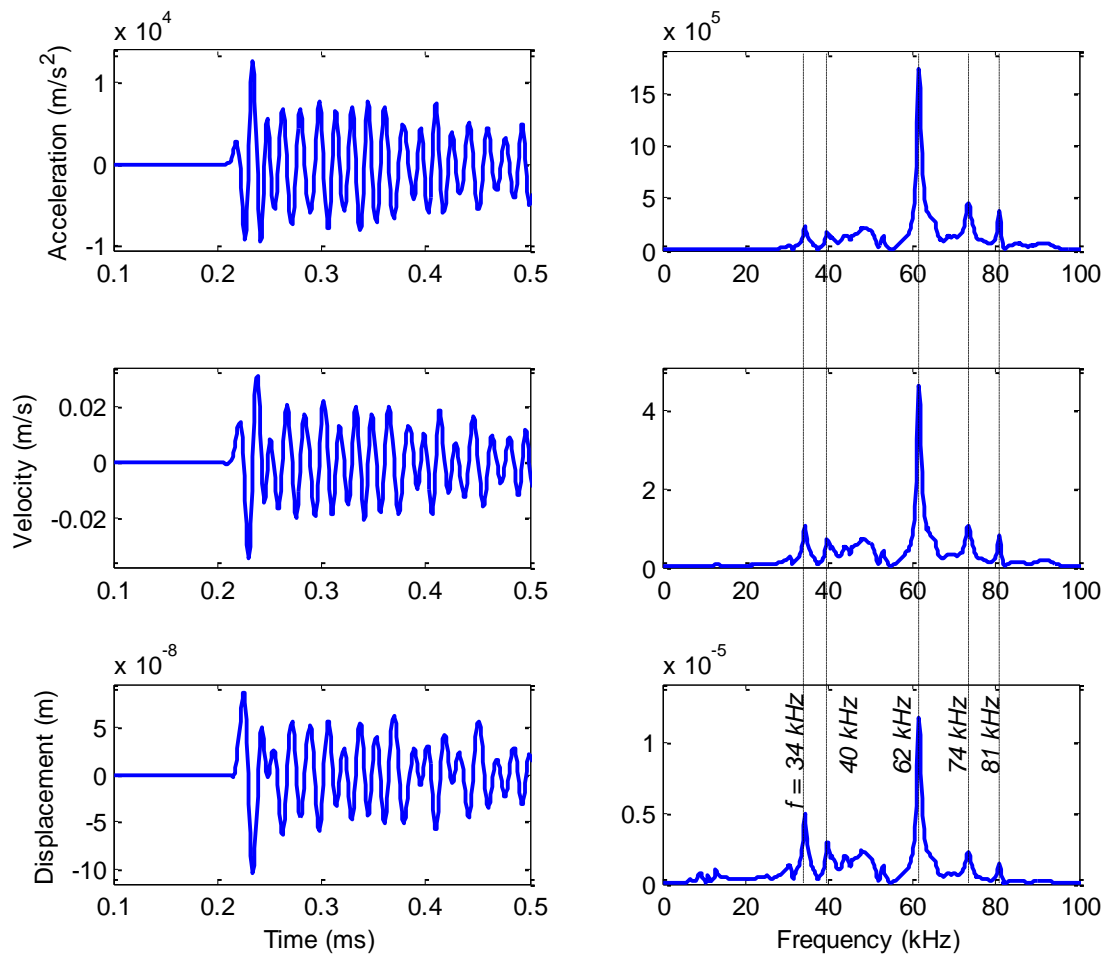 x 10^4
Acceleration (m/s^2)
1
0
-1
0.1 0.2 0.3 0.4 0.5
x 10^5
15
10
5
0
0 20 40 60 80 100
Velocity (m/s)
0.02
0
-0.02
0.1 0.2 0.3 0.4 0.5
4
2
0
0 20 40 60 80 100
x 10^-8
Displacement (m)
5
0
-5
-10
0.1 0.2 0.3 0.4 0.5
Time (ms)
x 10^-5
1
0.5
0
f = 34 kHz
40 kHz
62 kHz
74 kHz
81 kHz
0 20 40 60 80 100
Frequency (kHz)